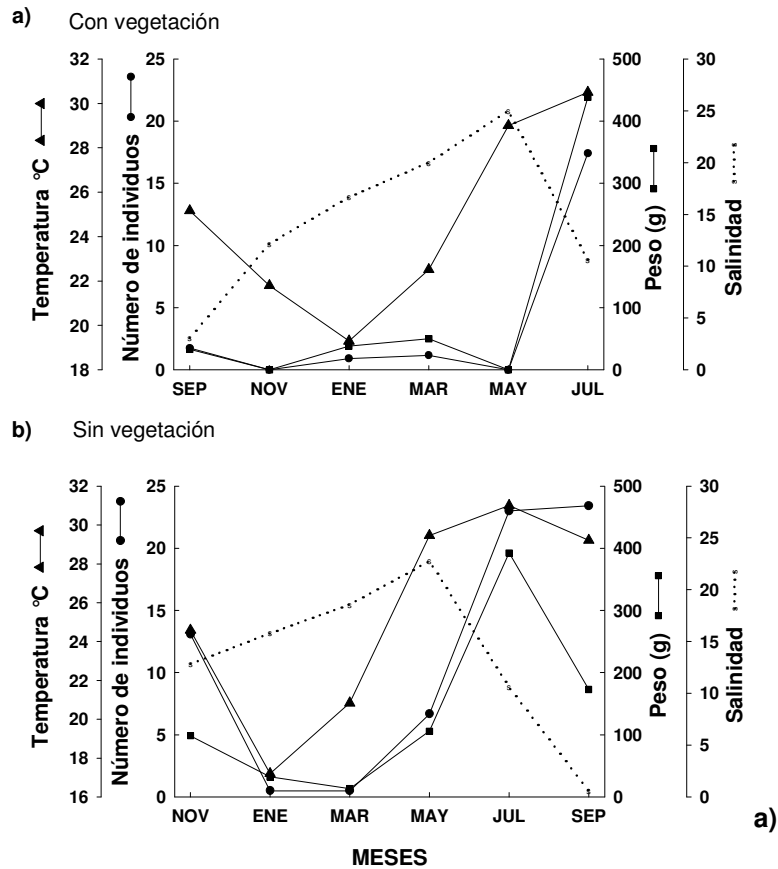 a) Con vegetación
32 25 500 30
30 20 400 25
28 15 300 20
26 10 200 15
24 5 100 10
22 0 0 5
20 0
18
Temperatura °C
Número de individuos
Peso (g)
Salinidad
SEP NOV ENE MAR MAY JUL
b) Sin vegetación
32 25 500 30
30 20 400 25
28 15 300 20
26 10 200 15
24 5 100 10
22 0 0 5
20 0
18
16
Temperatura °C
Número de individuos
Peso (g)
Salinidad
NOV ENE MAR MAY JUL SEP
a)
MESES